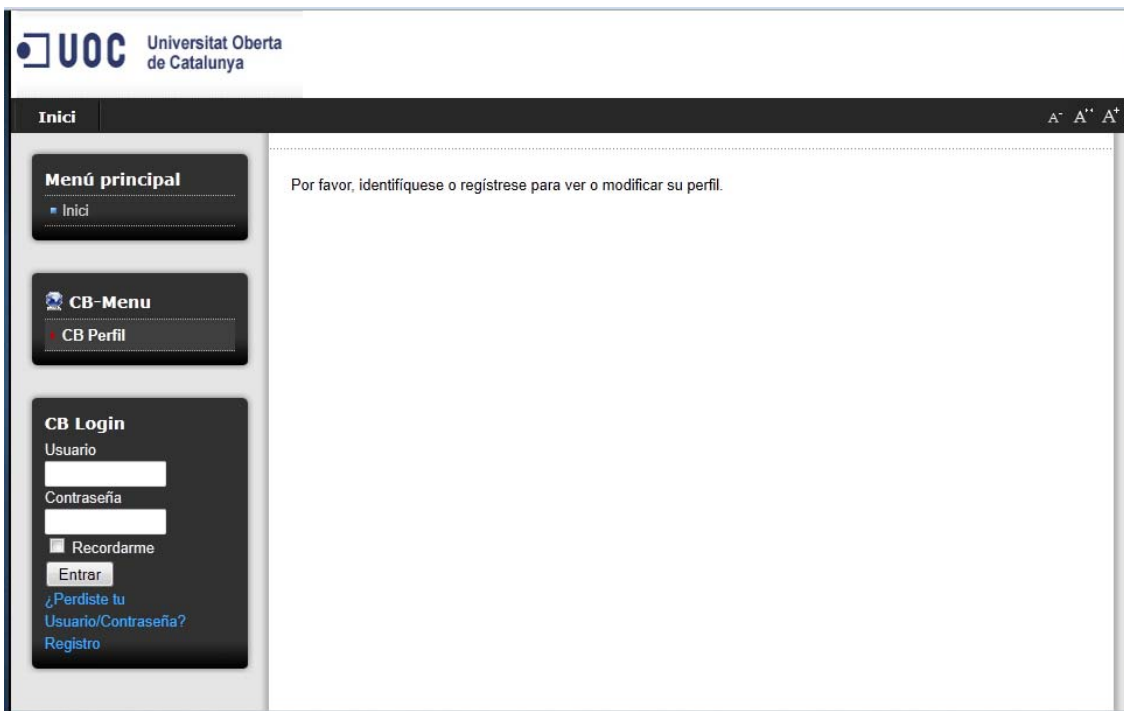 UOC
Universitat Oberta
de Catalunya
Inici
A- A'' A+
Menú principal
Inici
Por favor, identifíquese o regístrese para ver o modificar su perfil.
CB-Menu
CB Perfil
CB Login
Usuario
Contraseña
Recordarme
Entrar
¿Perdiste tu
Usuario/Contraseña?
Registro